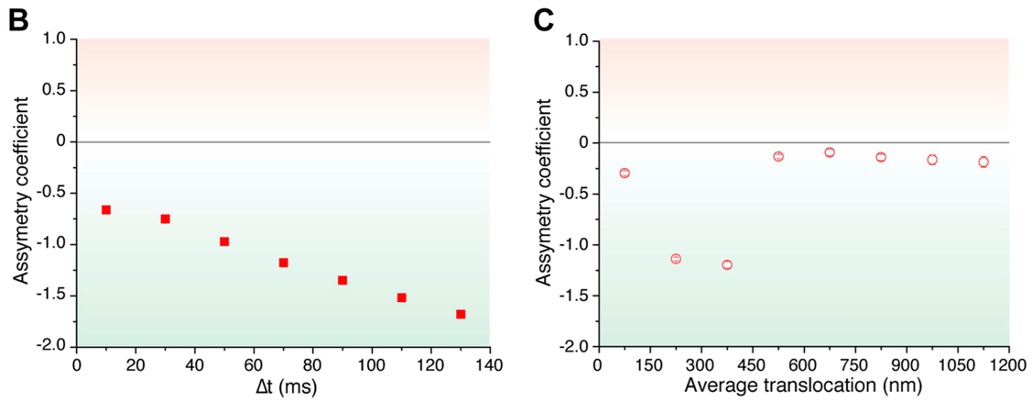 B
1.0
0.5
0
-0.5
-1.0
-1.5
-2.0
Assymetry coefficient
0 20 40 60 80 100 120 140
Δt (ms)
C
1.0
0.5
0
-0.5
-1.0
-1.5
-2.0
Assymetry coefficient
0 150 300 450 600 750 900 1050 1200
Average translocation (nm)